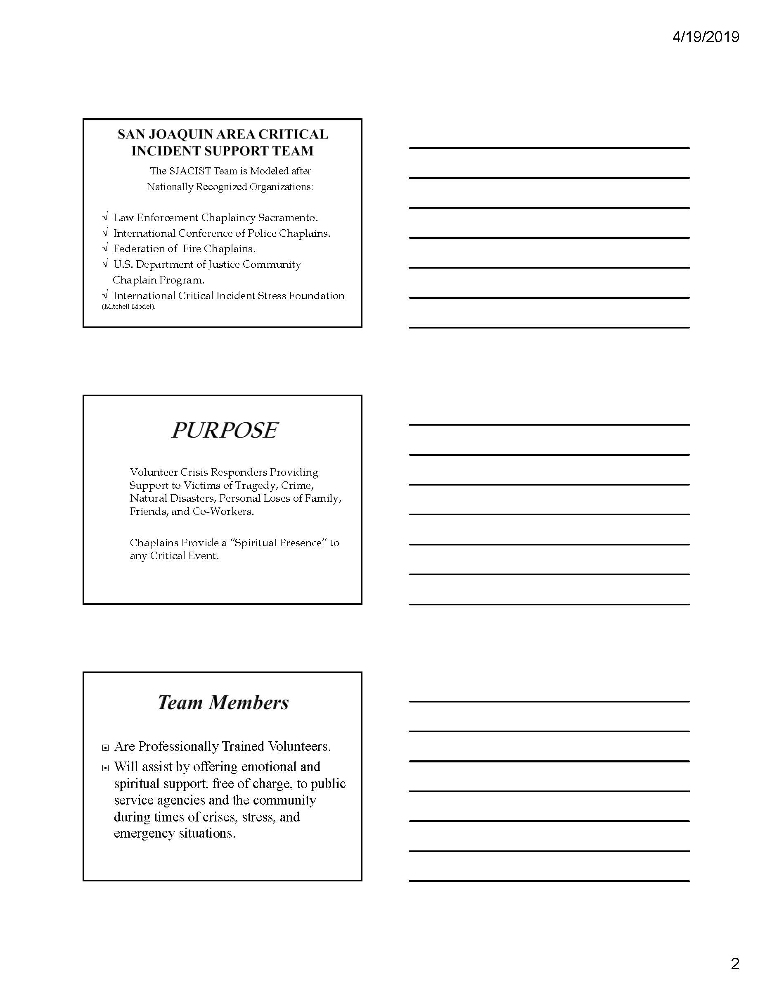 4/19/2019
SAN JOAQUIN AREA CRITICAL
INCIDENT SUPPORT TEAM
The SJACIST Team is Modeled after
Nationally Recognized Organizations:
√ Law Enforcement Chaplaincy Sacramento.
√ International Conference of Police Chaplains.
√ Federation of  Fire Chaplains.
√ U.S. Department of Justice Community
Chaplain Program.
√ International Critical Incident Stress Foundation
(Mitchell Model).
PURPOSE
Volunteer Crisis Responders Providing
Support to Victims of Tragedy, Crime,
Natural Disasters, Personal Loses of Family,
Friends, and Co-Workers.
Chaplains Provide a “Spiritual Presence” to
any Critical Event.
Team Members
Are Professionally Trained Volunteers.
Will assist by offering emotional and
spiritual support, free of charge, to public
service agencies and the community
during times of crises, stress, and
emergency situations.
2